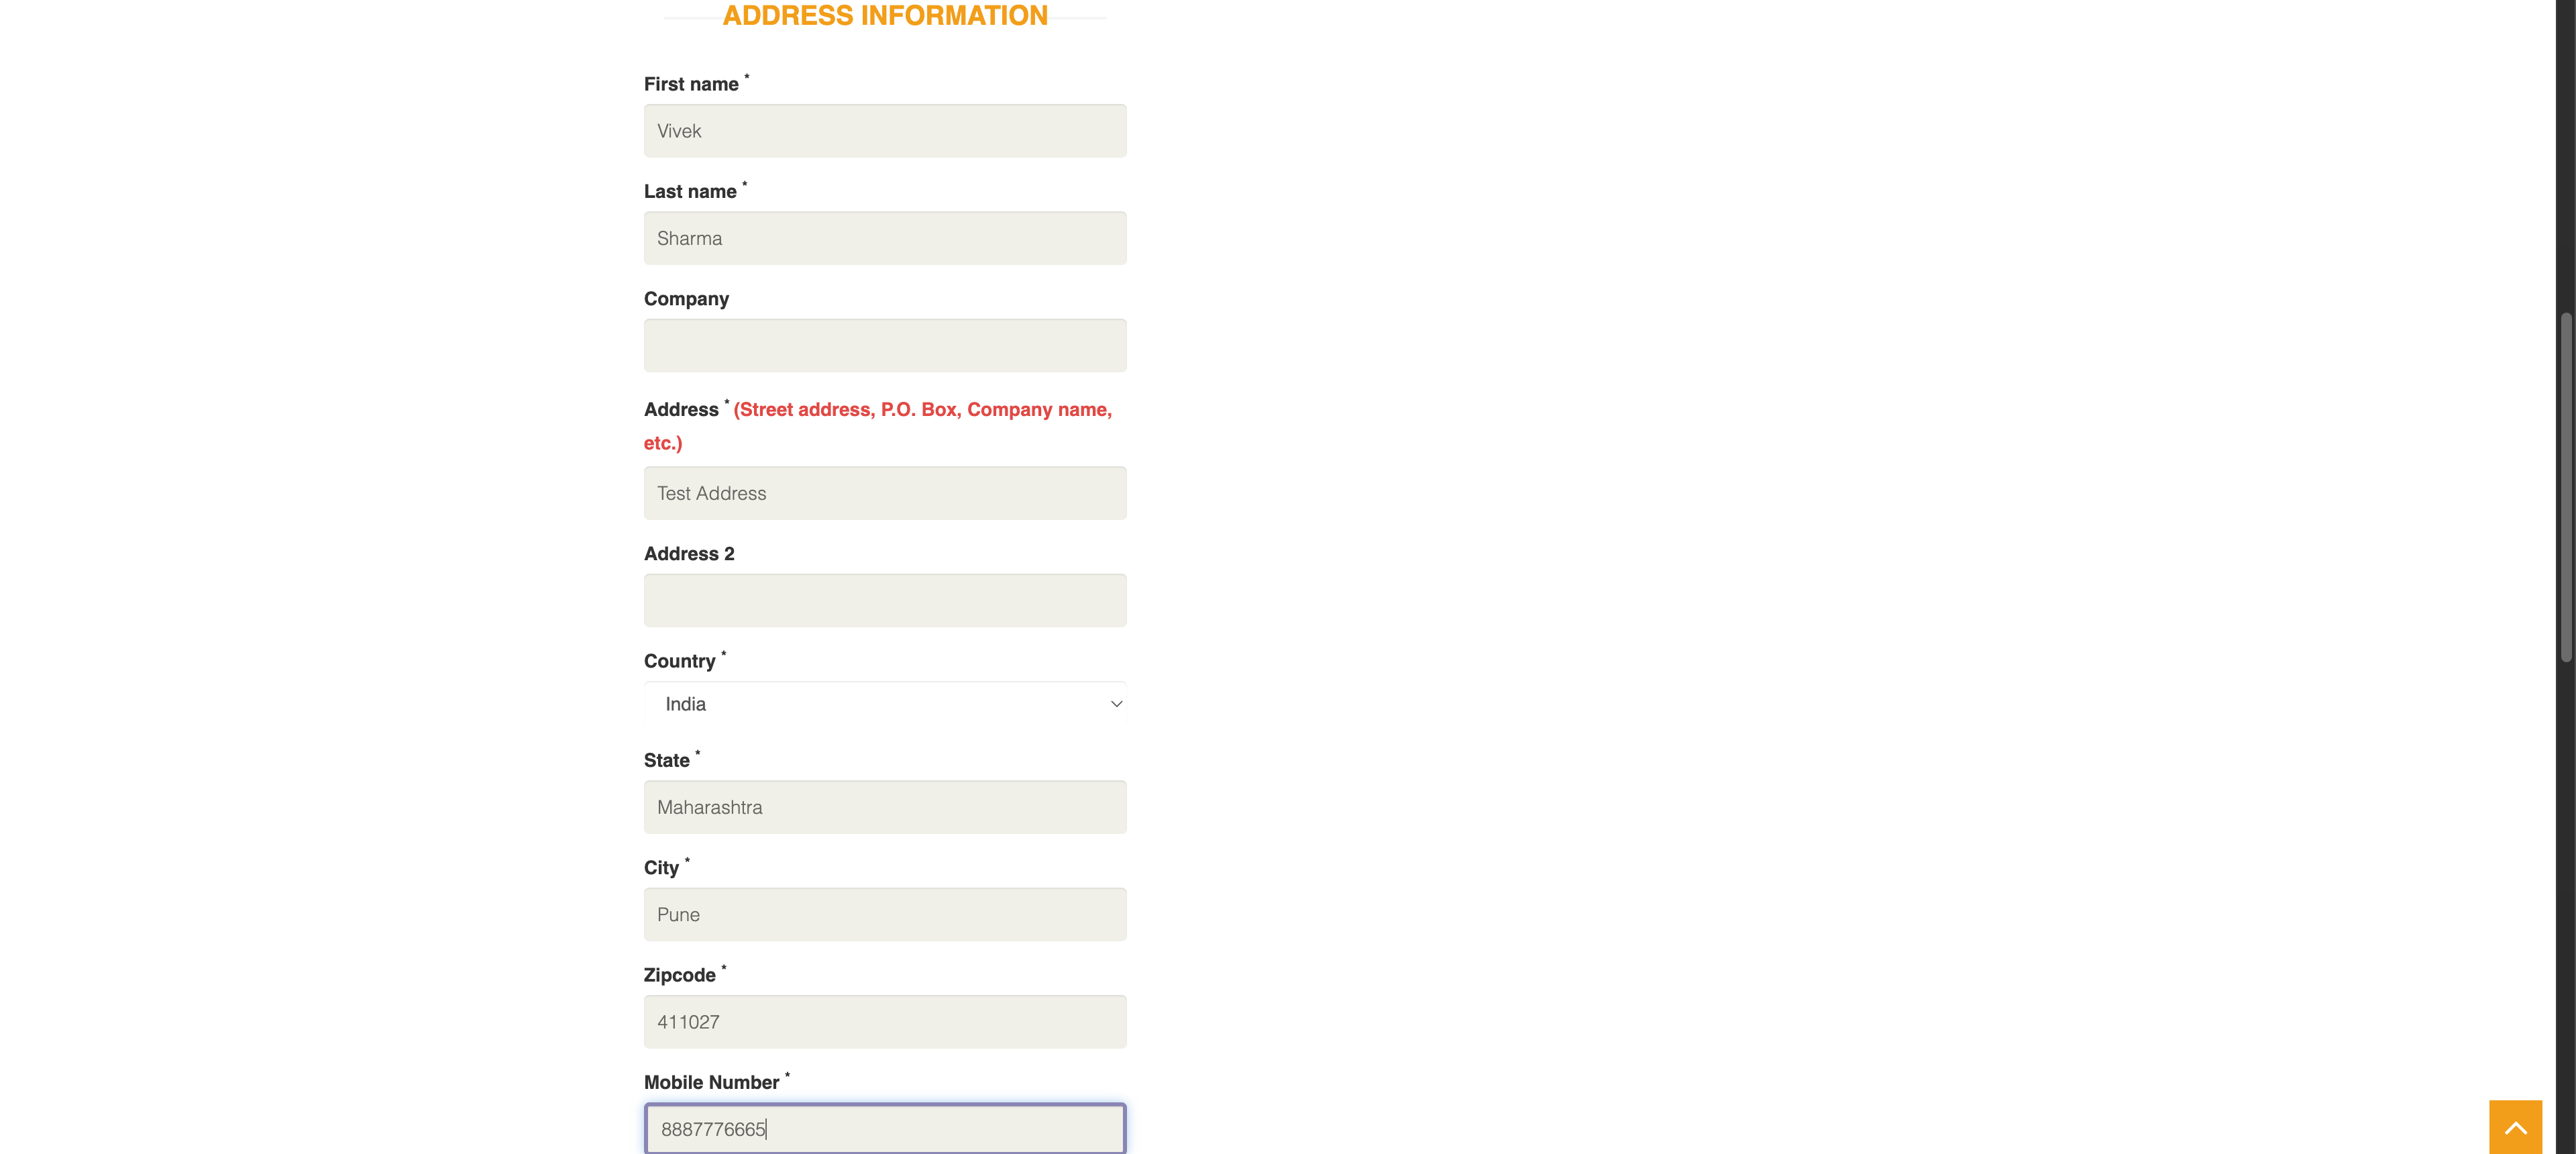 ADDRESS INFORMATION
First name *
Vivek
Last name *
Sharma
Company
Address * (Street address, P.O. Box, Company name,
etc.)
Test Address
Address 2
Country *
India
State *
Maharashtra
City *
Pune
Zipcode *
411027
Mobile Number *
8887776665